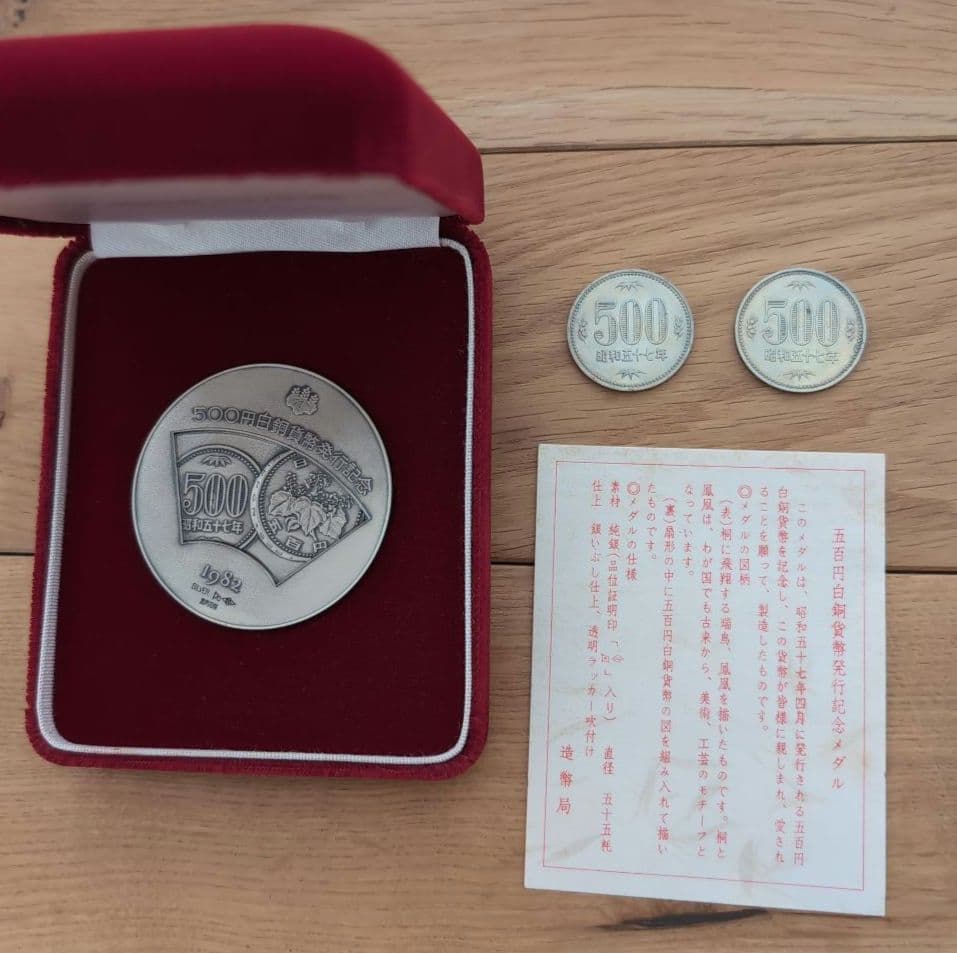 500円白銅貨幣発行記念
百
500
昭和五十七年
百
円
1982
SILVER
造幣局
500
昭和五十七年
500
昭和五十七年
五百円白銅貨幣発行記念メダル
このメダルは、昭和五十七年四月に発行される五百円
白銅貨幣を記念し、この貨幣が皆様に親しまれ、愛され
ることを願って、製造したものです。
◎メダルの図柄
(表)桐に飛翔する瑞鳥、鳳凰を描いたものです。桐と
鳳凰は、わが国でも古来から、美術、工芸のモチーフと
なっています。
(裏)扇形の中に五百円白銅貨幣の図を組み入れて描い
たものです。
◎メダルの仕様
素材 純銀(品位証明印「」入り) 直径 五十五粍
仕上 銀いぶし仕上、透明ラッカー吹付け
造幣局